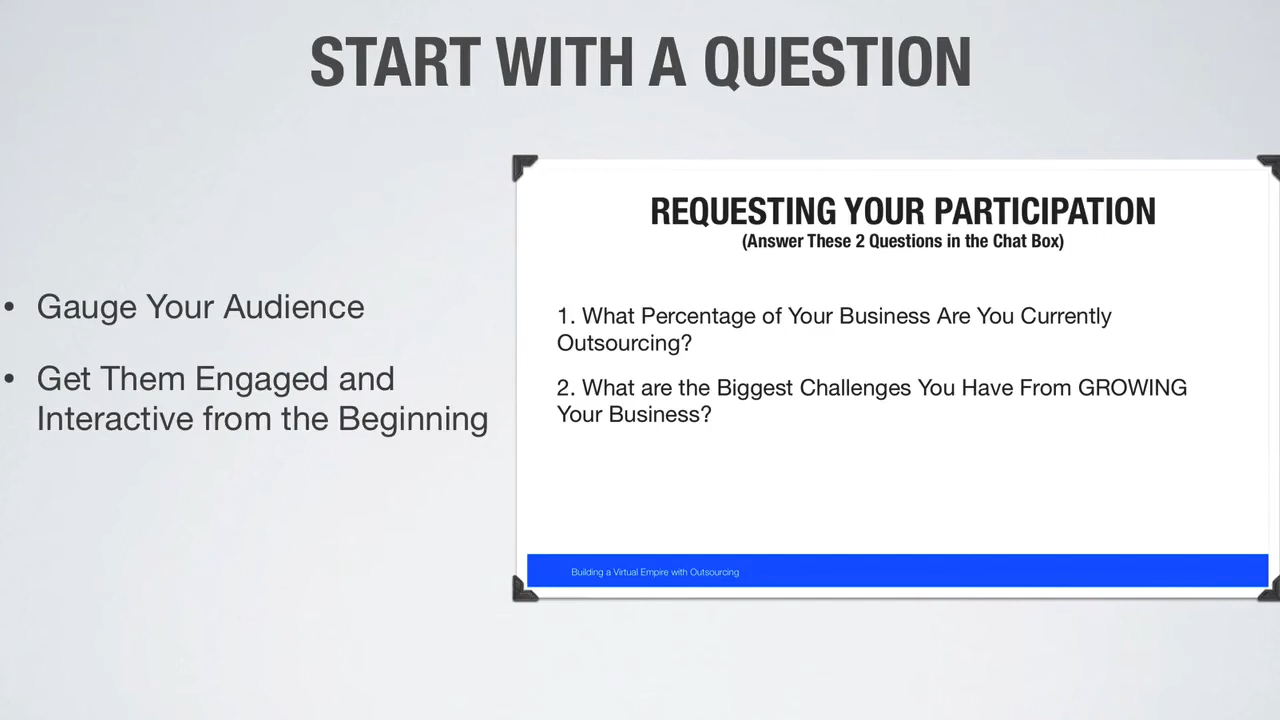 START WITH A QUESTION
• Gauge Your Audience
• Get Them Engaged and
Interactive from the Beginning
REQUESTING YOUR PARTICIPATION
(Answer These 2 Questions in the Chat Box)
1. What Percentage of Your Business Are You Currently
Outsourcing?
2. What are the Biggest Challenges You Have From GROWING
Your Business?
Building a Virtual Empire with Outsourcing